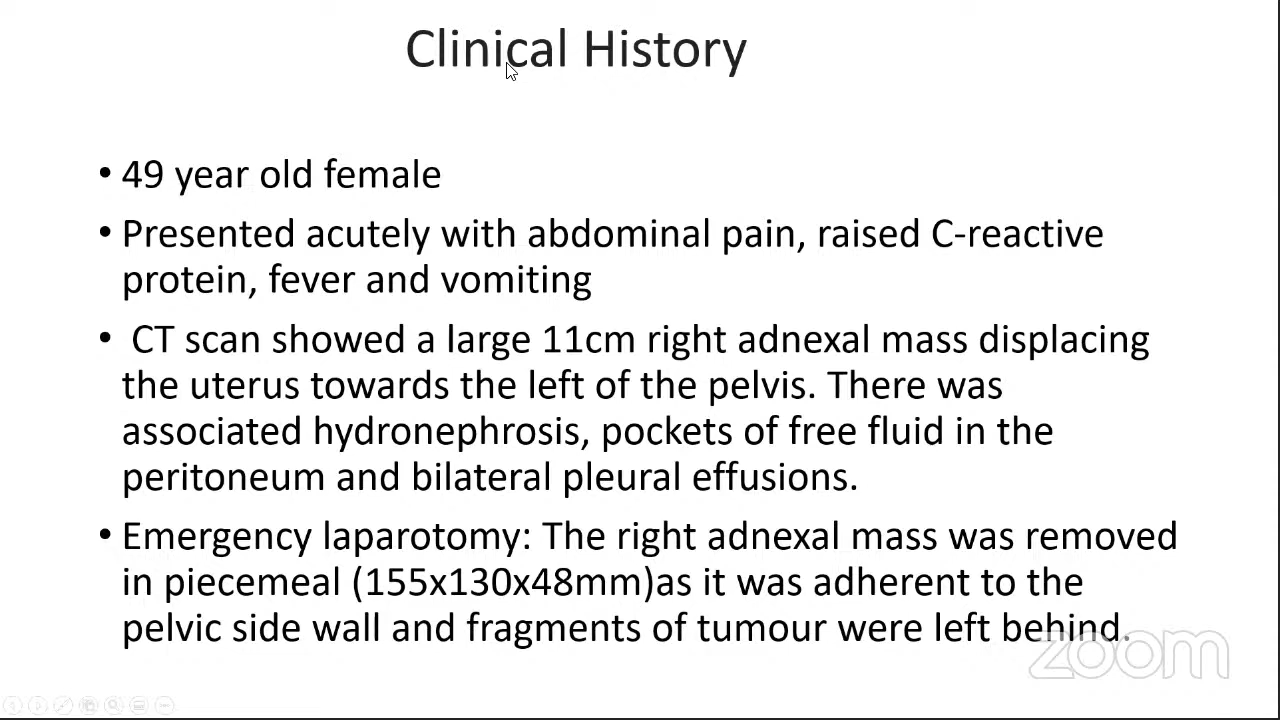 Clinical History
• 49 year old female
• Presented acutely with abdominal pain, raised C-reactive
protein, fever and vomiting
• CT scan showed a large 11cm right adnexal mass displacing
the uterus towards the left of the pelvis. There was
associated hydronephrosis, pockets of free fluid in the
peritoneum and bilateral pleural effusions.
• Emergency laparotomy: The right adnexal mass was removed
in piecemeal (155x130x48mm)as it was adherent to the
pelvic side wall and fragments of tumour were left behind.
zoom